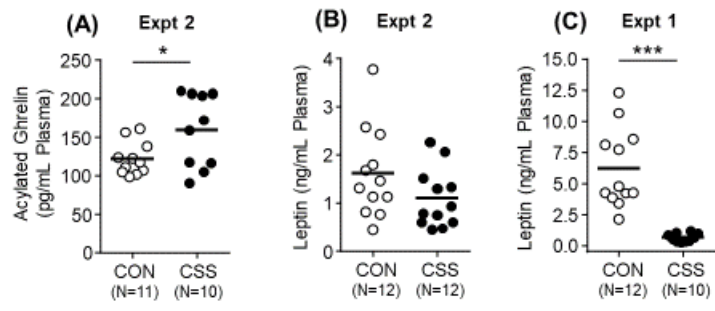 (A) Expt 2
*
Acylated Ghrelin
(pg/mL Plasma)
250
200
150
100
50
0
CON
(N=11)
CSS
(N=10)
(B) Expt 2
Leptin (ng/mL Plasma)
4
3
2
1
0
CON
(N=12)
CSS
(N=12)
(C) Expt 1
***
Leptin (ng/mL Plasma)
15.0
12.5
10.0
7.5
5.0
2.5
0.0
CON
(N=12)
CSS
(N=10)